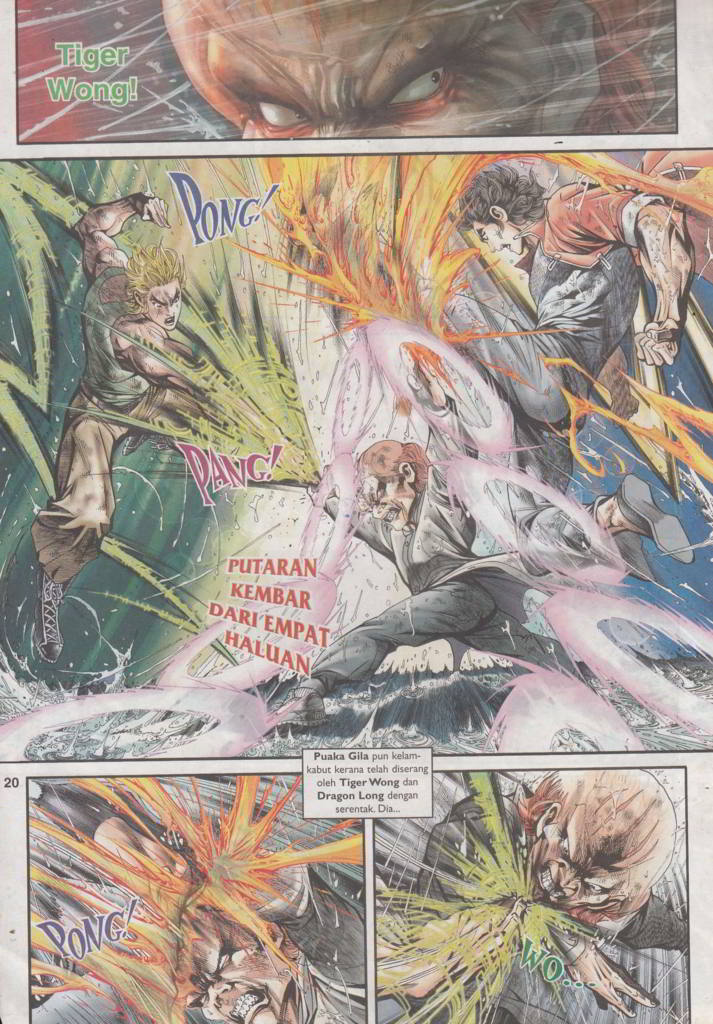 Tiger
Wong!
PONG!
PANG!
PUTARAN
KEMBAR
DARI EMPAT
HALUAN
20
Puaka Gila pun kelam-
kabut kerana telah diserang
oleh Tiger Wong dan
Dragon Long dengan
serentak. Dia...
PONG!
WO...